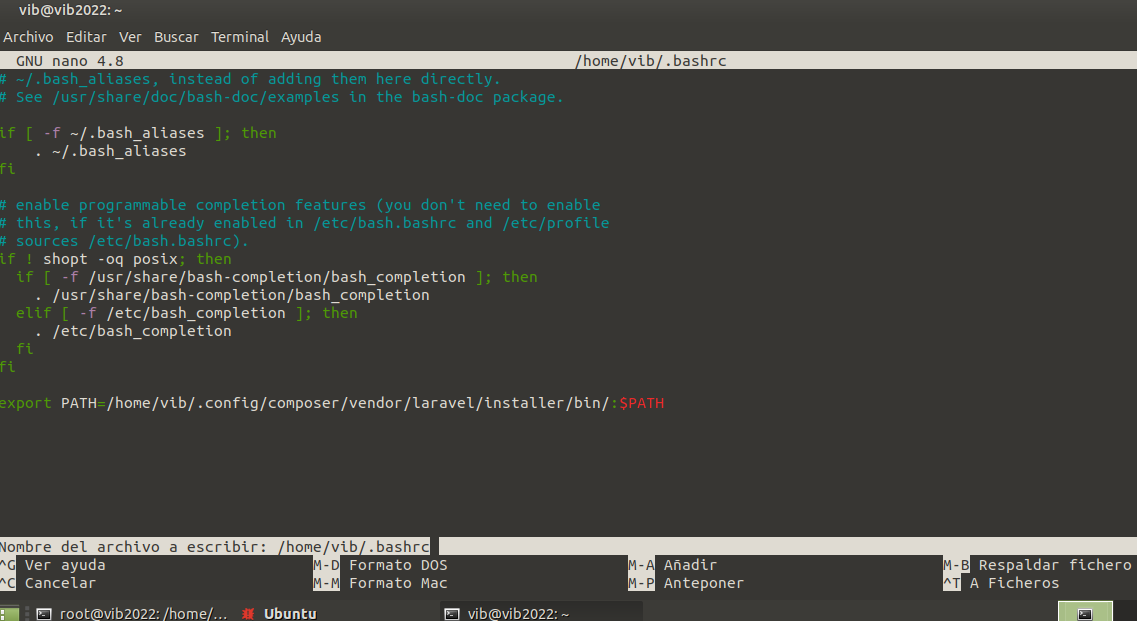 vib@vib2022: ~
Archivo Editar Ver Buscar Terminal Ayuda
GNU nano 4.8 /home/vib/.bashrc
# ~/.bash_aliases, instead of adding them here directly.
# See /usr/share/doc/bash-doc/examples in the bash-doc package.
if [ -f ~/.bash_aliases ]; then
. ~/.bash_aliases
fi
# enable programmable completion features (you don't need to enable
# this, if it's already enabled in /etc/bash.bashrc and /etc/profile
# sources /etc/bash.bashrc).
if ! shopt -oq posix; then
if [ -f /usr/share/bash-completion/bash_completion ]; then
. /usr/share/bash-completion/bash_completion
elif [ -f /etc/bash_completion ]; then
. /etc/bash_completion
fi
fi
export PATH=/home/vib/.config/composer/vendor/laravel/installer/bin/:$PATH
Nombre del archivo a escribir: /home/vib/.bashrc
^G Ver ayuda M-D Formato DOS M-A Añadir M-B Respaldar fichero
^C Cancelar M-M Formato Mac M-P Anteponer ^T A Ficheros
root@vib2022: /home/... Ubuntu vib@vib2022: ~